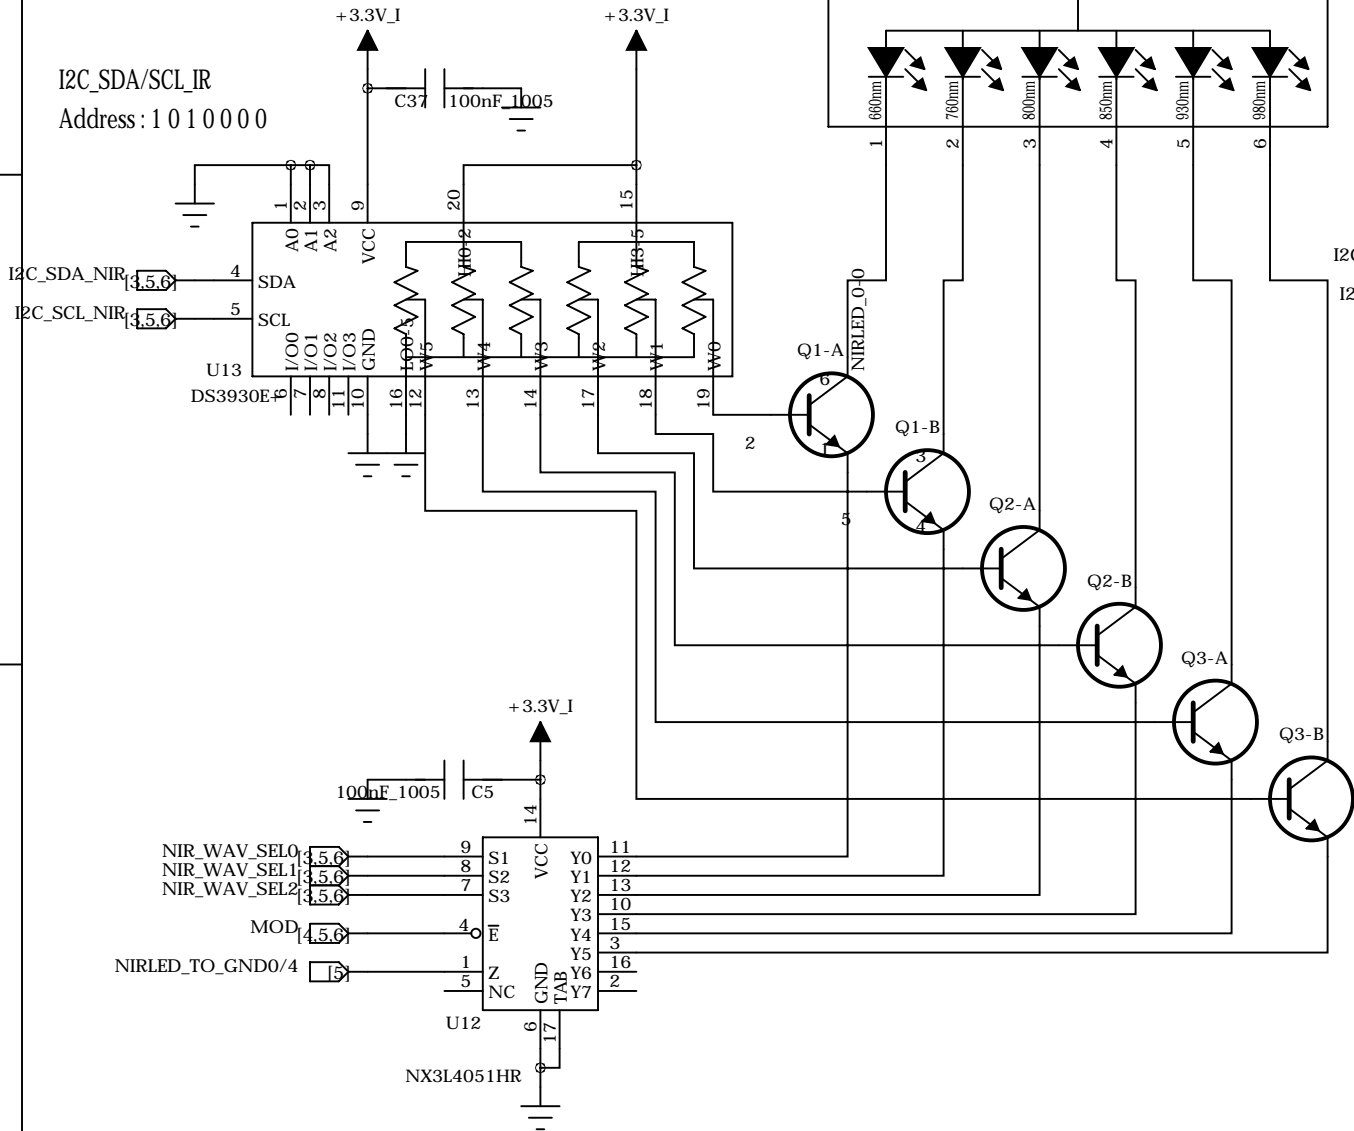 +3.3V_I
+3.3V_I
I2C_SDA/SCL_IR
Address : 1 0 1 0 0 0 0
C37
100nF_1005
660nm
760nm
800nm
850nm
930nm
980nm
1
2
3
4
5
6
1
2
3
9
20
15
A0
A1
A2
VCC
HI0-2
HI3-5
I2C_SDA_NIR
[3,5,6]
4
SDA
I2C_SCL_NIR
[3,5,6]
5
SCL
I2C
I2
I/O0
I/O1
I/O2
I/O3
GND
LO0-5
W5
W4
W3
W2
W1
W0
U13
DS3930E+
6
7
8
11
10
16
12
13
14
17
18
19
NIRLED_0-0
Q1-A
6
2
1
Q1-B
3
5
4
Q2-A
Q2-B
Q3-A
Q3-B
+3.3V_I
100nF_1005
C5
14
VCC
NIR_WAV_SEL0
[3,5,6]
9
S1
Y0
11
NIR_WAV_SEL1
[3,5,6]
8
S2
Y1
12
NIR_WAV_SEL2
[3,5,6]
7
S3
Y2
13
Y3
10
MOD
[4,5,6]
4
E
Y4
15
Y5
3
NIRLED_TO_GND0/4
[5]
1
Z
Y6
16
5
NC
Y7
2
GND
TAB
U12
6
17
NX3L4051HR